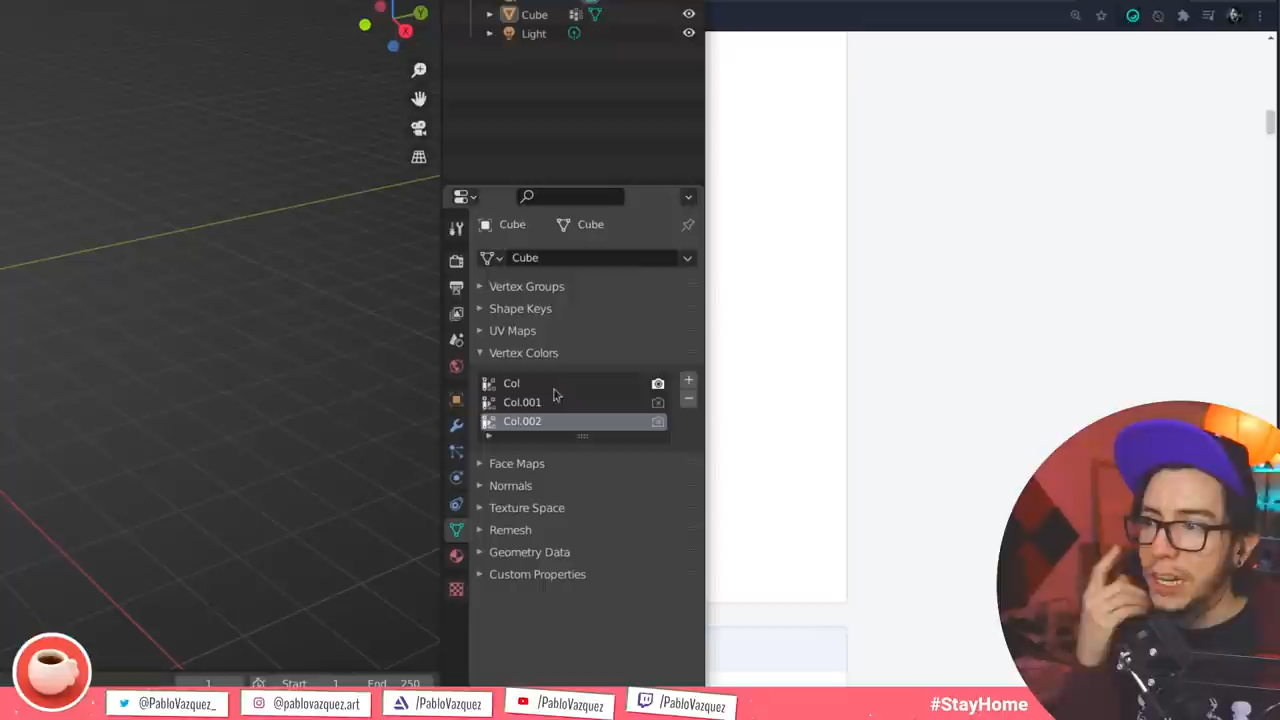 Cube
Light
Cube Cube
Cube
Vertex Groups
Shape Keys
UV Maps
Vertex Colors
Col
Col.001
Col.002
Face Maps
Normals
Texture Space
Remesh
Geometry Data
Custom Properties
1 Start 1 End 250
@PabloVazquez_ @pablovazquez.art /PabloVazquez /PabloVazquez /PabloVazquez #StayHome